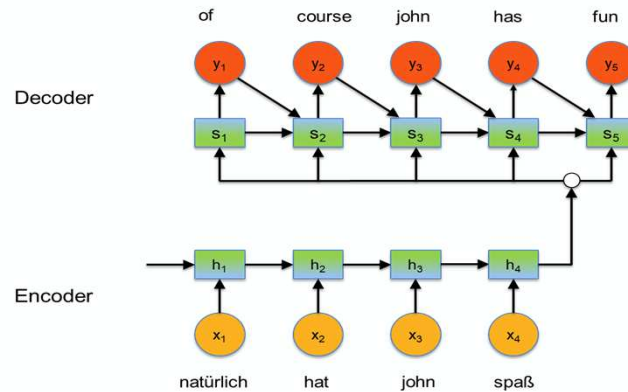 of course john has fun
y1 y2 y3 y4 y5
Decoder
s1 s2 s3 s4 s5
h1 h2 h3 h4
Encoder
x1 x2 x3 x4
natürlich hat john spaß